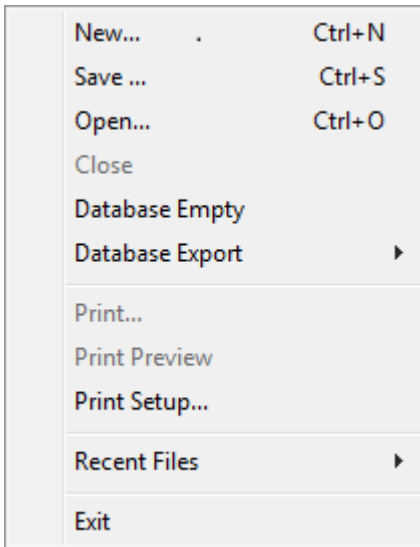 New... . Ctrl+N
Save ... Ctrl+S
Open... Ctrl+O
Close
Database Empty
Database Export
Print...
Print Preview
Print Setup...
Recent Files
Exit